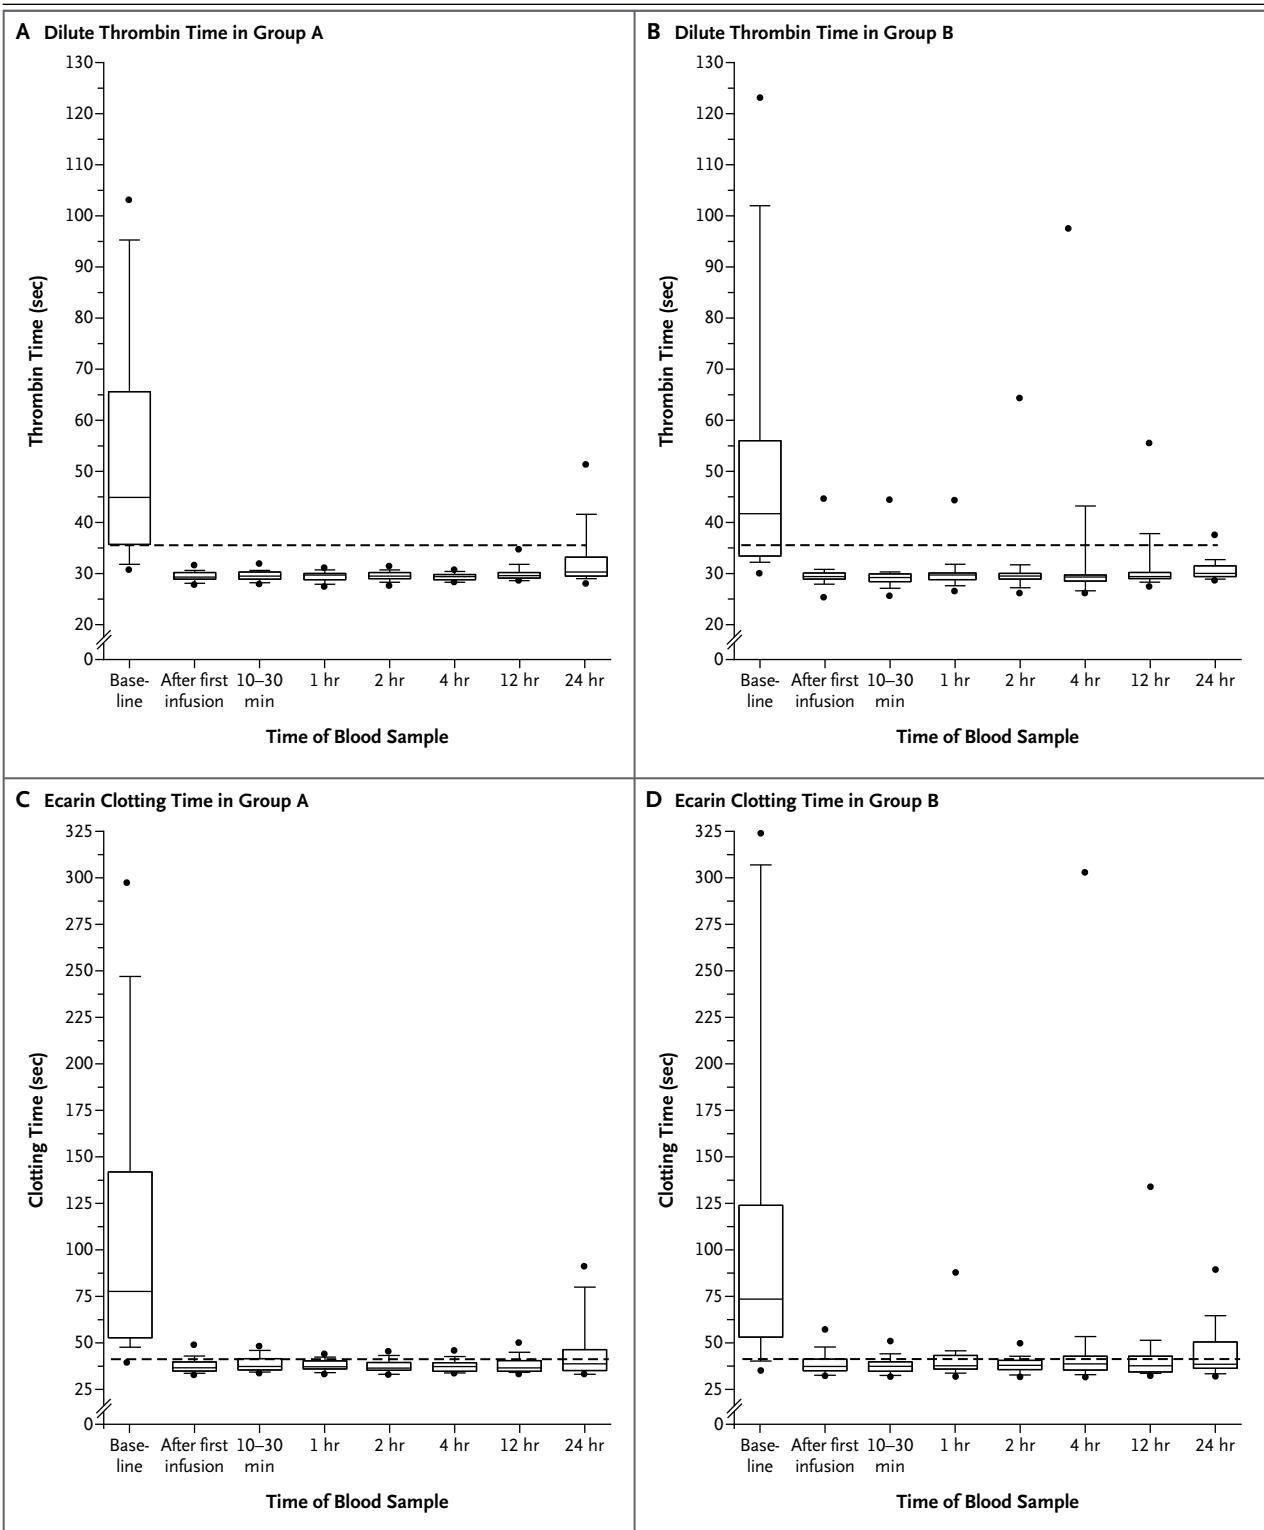 A Dilute Thrombin Time in Group A
130
120
110
100
90
80
70
60
50
40
30
20
0
Thrombin Time (sec)
Base-
line
After first
infusion
10–30
min
1 hr
2 hr
4 hr
12 hr
24 hr
Time of Blood Sample
B Dilute Thrombin Time in Group B
130
120
110
100
90
80
70
60
50
40
30
20
0
Thrombin Time (sec)
Base-
line
After first
infusion
10–30
min
1 hr
2 hr
4 hr
12 hr
24 hr
Time of Blood Sample
C Ecarin Clotting Time in Group A
325
300
275
250
225
200
175
150
125
100
75
50
25
0
Clotting Time (sec)
Base-
line
After first
infusion
10–30
min
1 hr
2 hr
4 hr
12 hr
24 hr
Time of Blood Sample
D Ecarin Clotting Time in Group B
325
300
275
250
225
200
175
150
125
100
75
50
25
0
Clotting Time (sec)
Base-
line
After first
infusion
10–30
min
1 hr
2 hr
4 hr
12 hr
24 hr
Time of Blood Sample